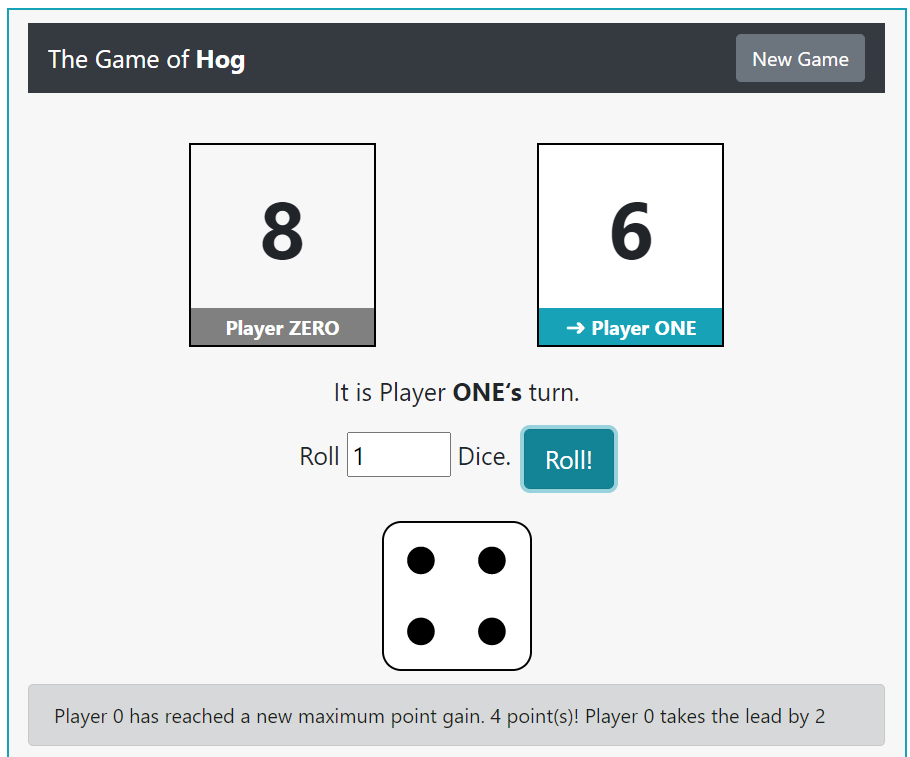 The Game of Hog
New Game
8
6
Player ZERO
➜ Player ONE
It is Player ONE‘s turn.
Roll 1 Dice. Roll!
Player 0 has reached a new maximum point gain. 4 point(s)! Player 0 takes the lead by 2